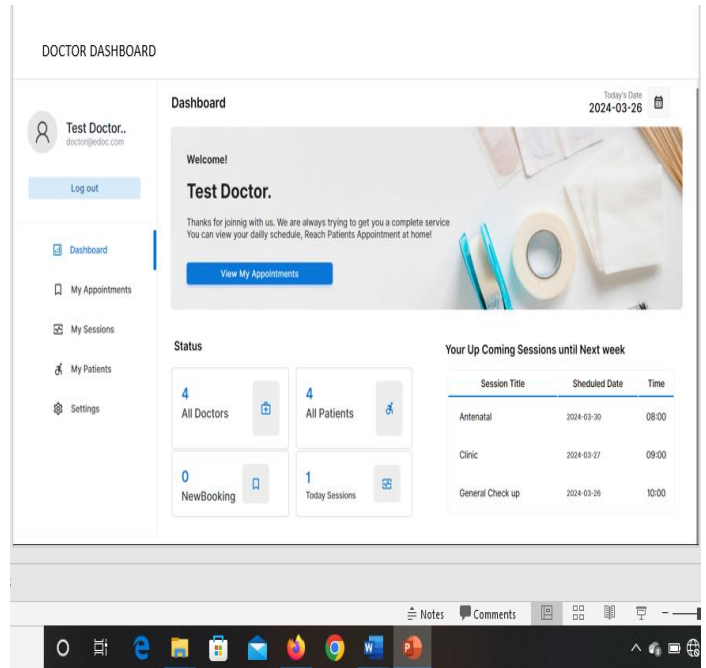 DOCTOR DASHBOARD
Test Doctor..
doctor@edoc.com
Log out
Dashboard
My Appointments
My Sessions
My Patients
Settings
Dashboard
Today's Date
2024-03-26
Welcome!
Test Doctor.
Thanks for joinnig with us. We are always trying to get you a complete service
You can view your dailly schedule, Reach Patients Appointment at home!
View My Appointments
Status
4
All Doctors
4
All Patients
0
NewBooking
1
Today Sessions
Your Up Coming Sessions until Next week
Session Title Sheduled Date Time
Antenatal 2024-03-30 08:00
Clinic 2024-03-27 09:00
General Check up 2024-03-26 10:00
Notes Comments